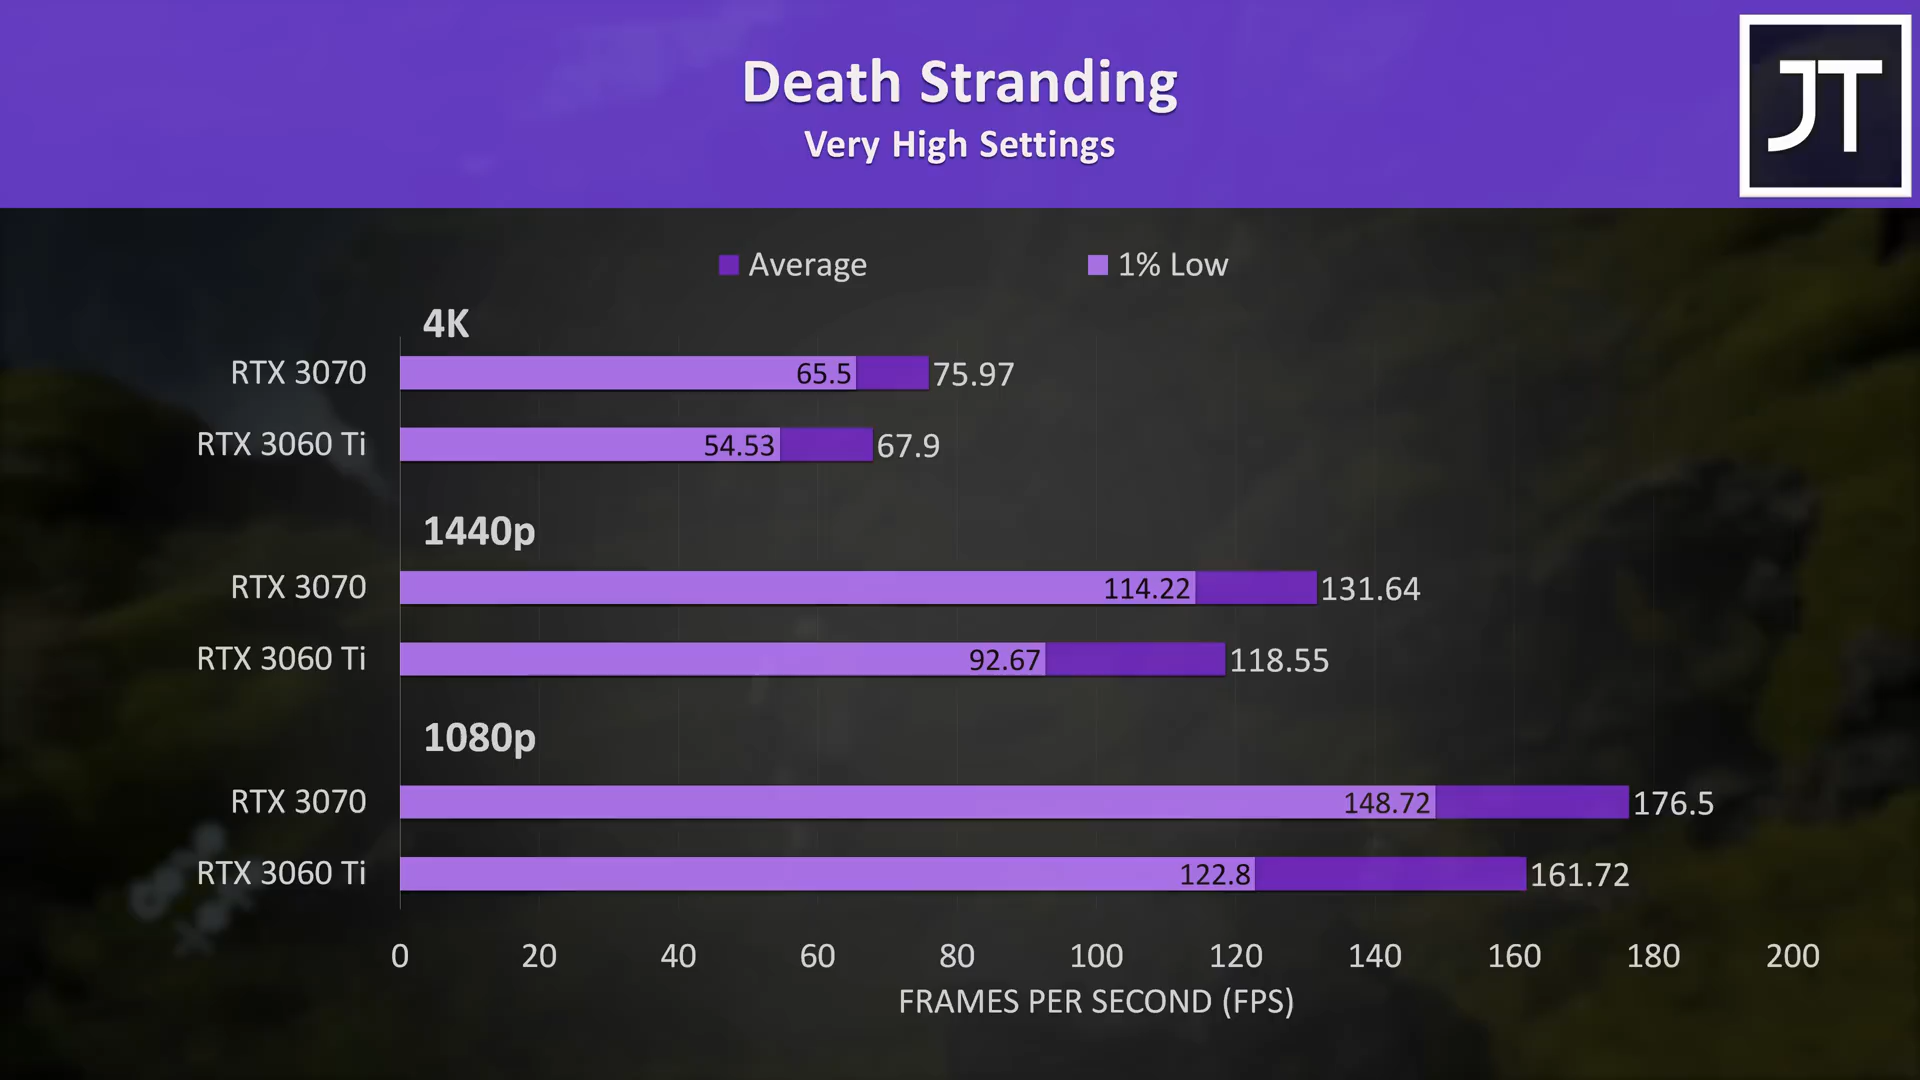 Death Stranding
Very High Settings
JT
Average
1% Low
4K
RTX 3070
65.5
75.97
RTX 3060 Ti
54.53
67.9
1440p
RTX 3070
114.22
131.64
RTX 3060 Ti
92.67
118.55
1080p
RTX 3070
148.72
176.5
RTX 3060 Ti
122.8
161.72
0 20 40 60 80 100 120 140 160 180 200
FRAMES PER SECOND (FPS)